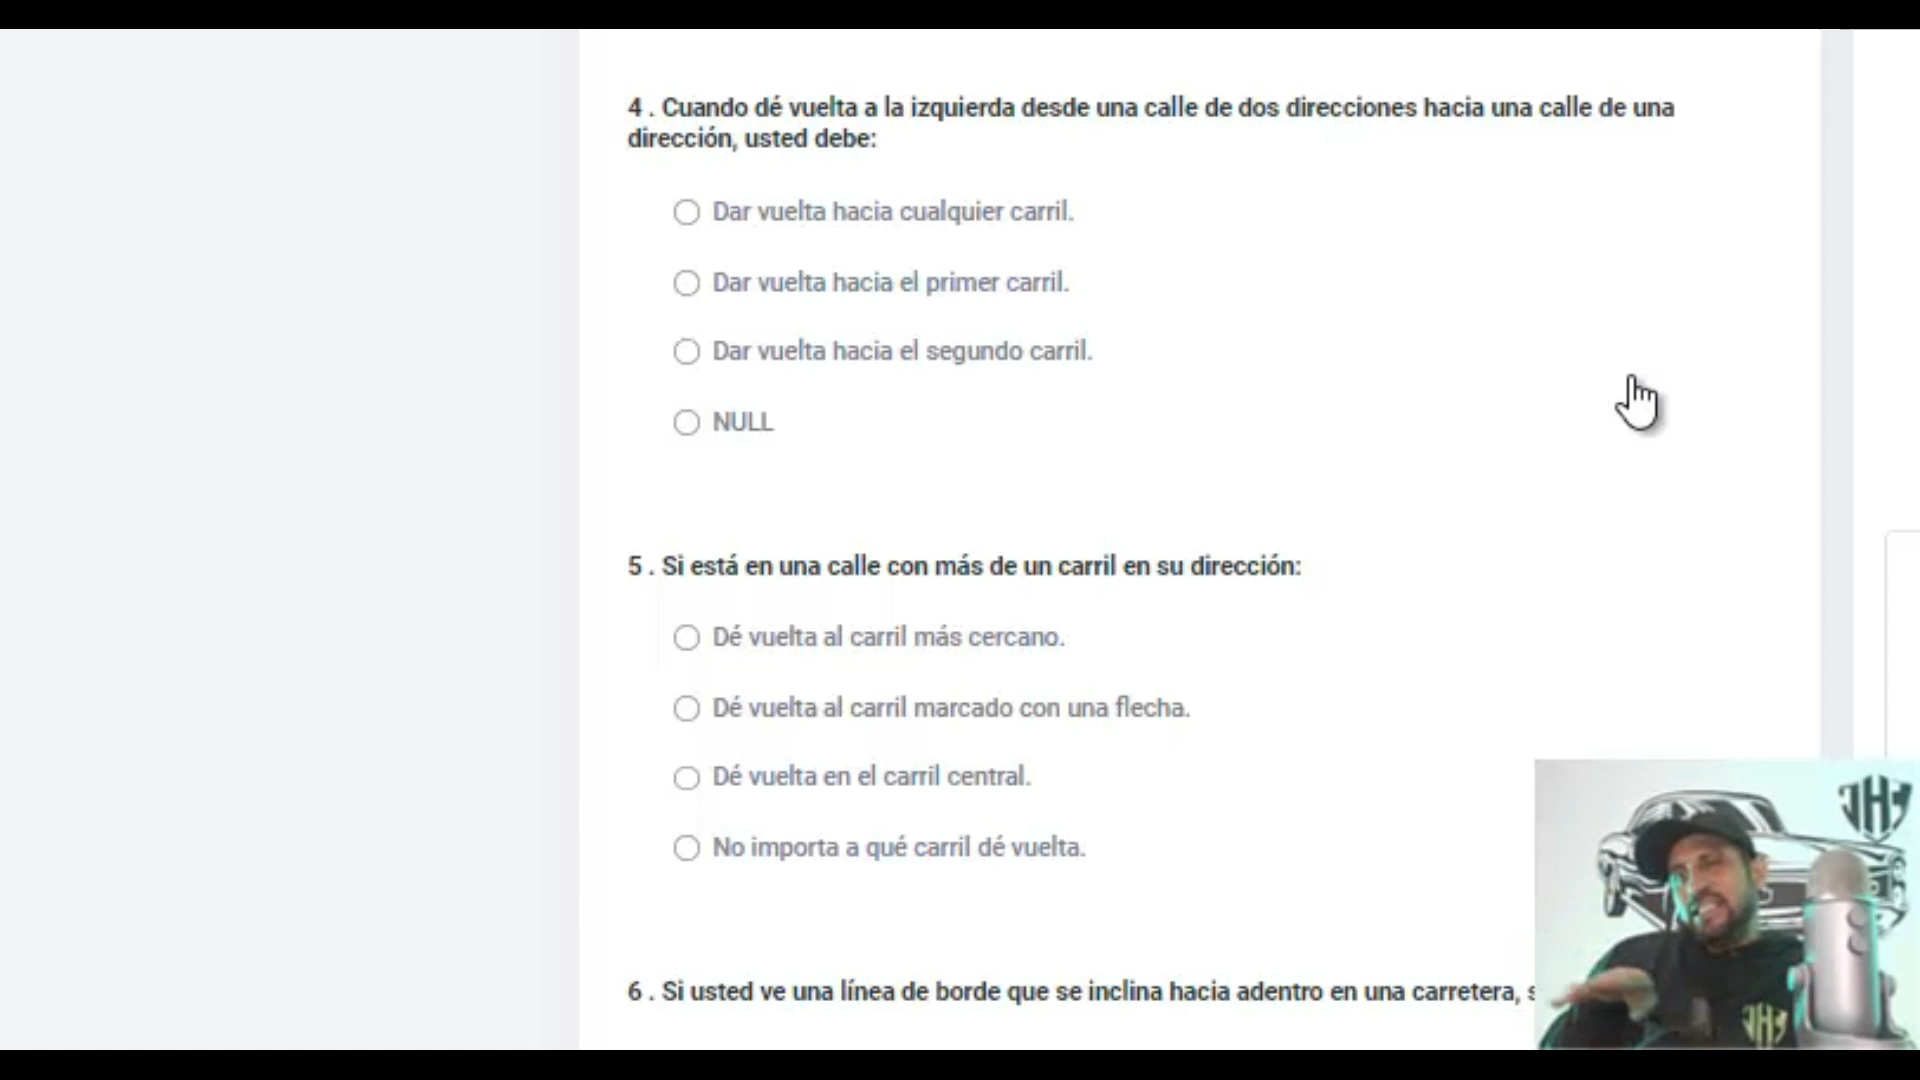 4 . Cuando dé vuelta a la izquierda desde una calle de dos direcciones hacia una calle de una
dirección, usted debe:
Dar vuelta hacia cualquier carril.
Dar vuelta hacia el primer carril.
Dar vuelta hacia el segundo carril.
NULL
5 . Si está en una calle con más de un carril en su dirección:
Dé vuelta al carril más cercano.
Dé vuelta al carril marcado con una flecha.
Dé vuelta en el carril central.
No importa a qué carril dé vuelta.
6 . Si usted ve una línea de borde que se inclina hacia adentro en una carretera,